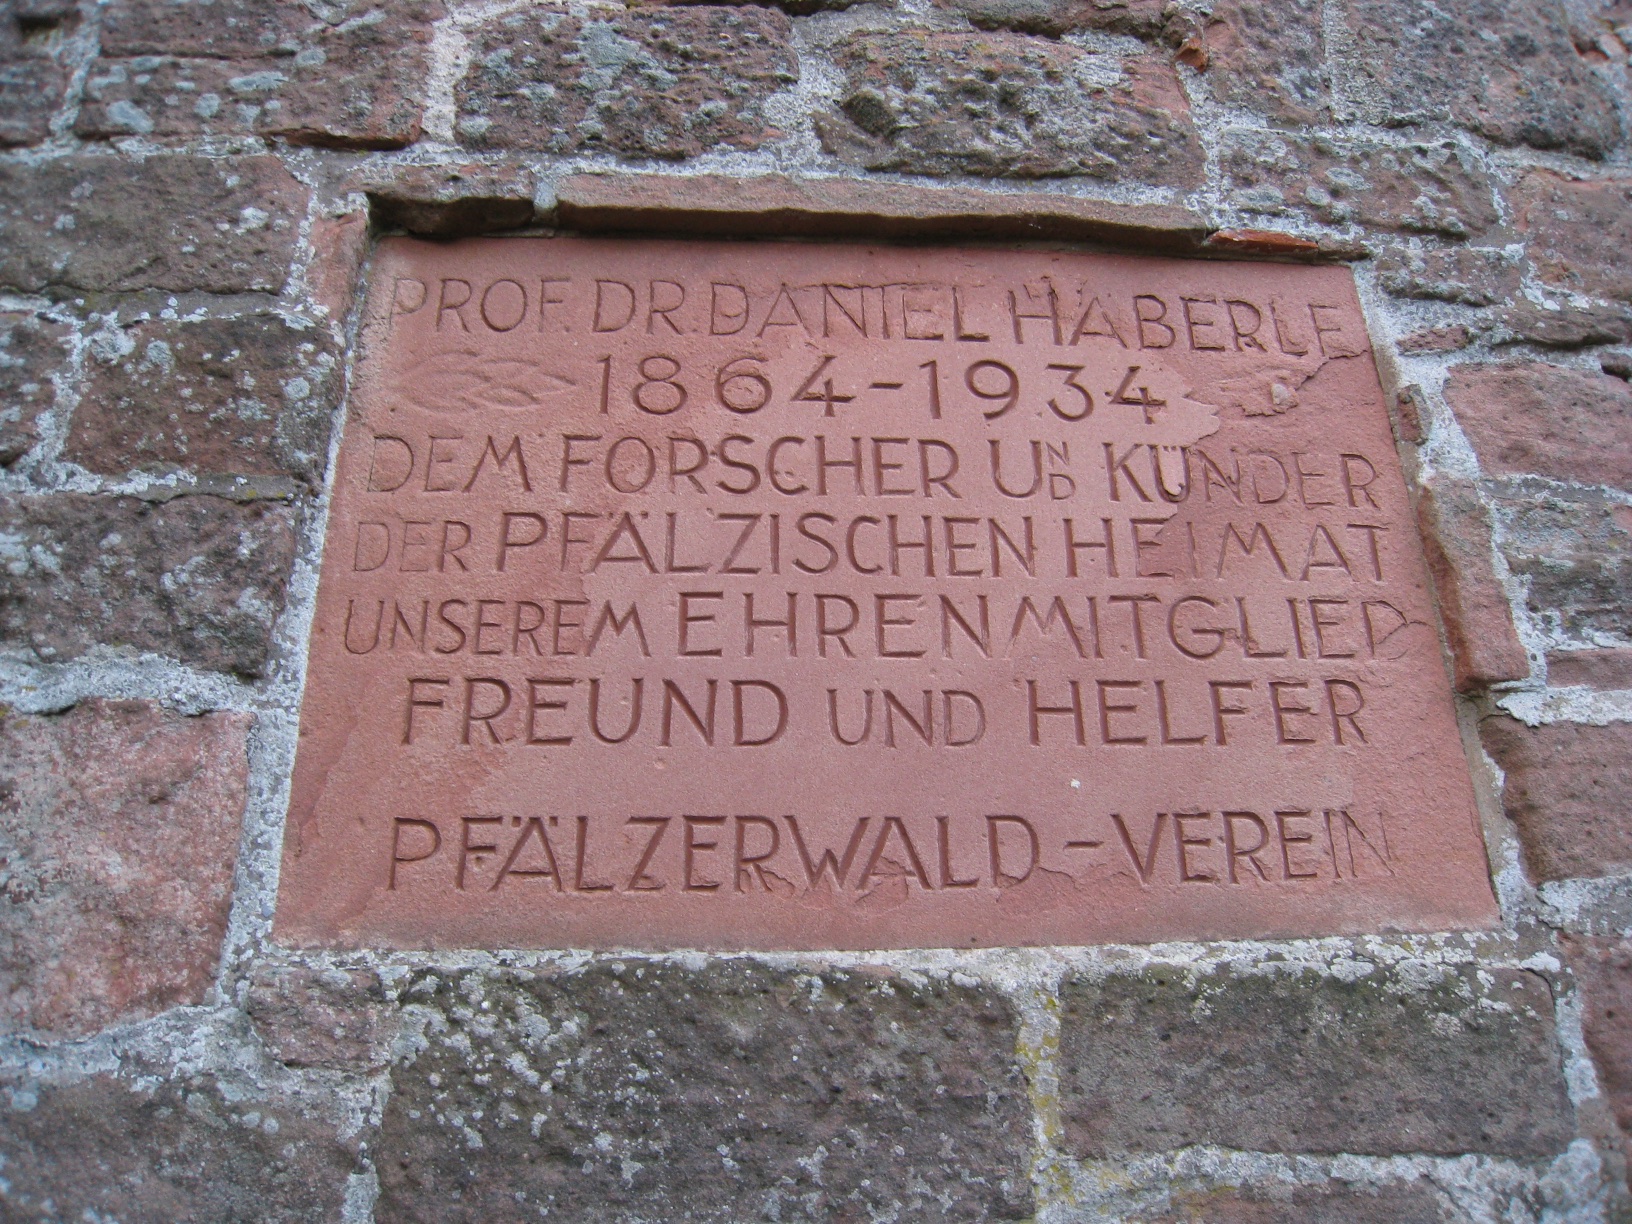 PROF. DR. DANIEL HÄBERLE
1864-1934
DEM FORSCHER UND KÜNDER
DER PFÄLZISCHEN HEIMAT
UNSEREM EHRENMITGLIED
FREUND UND HELFER
PFÄLZERWALD-VEREIN